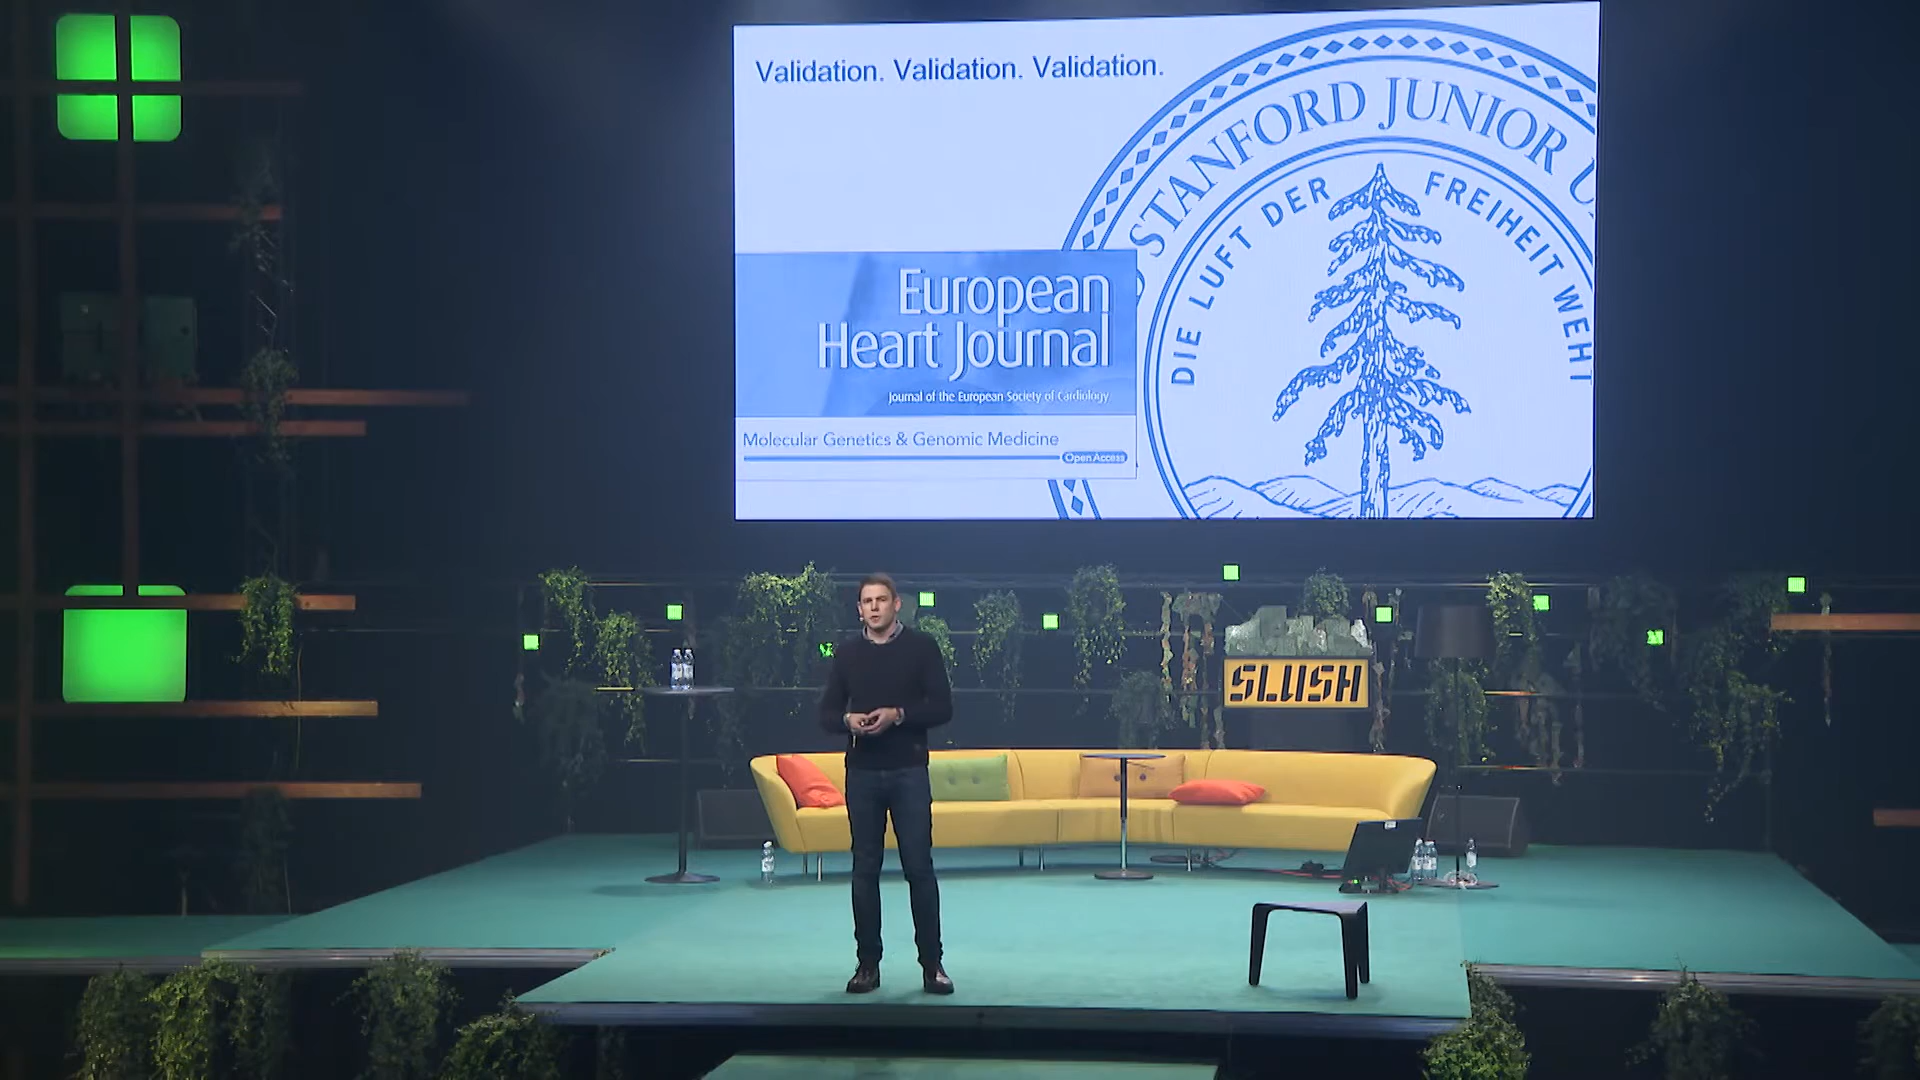 Validation. Validation. Validation.
STANFORD JUNIOR
DIE LUFT DER FREIHEIT WEHT
European
Heart Journal
Journal of the European Society of Cardiology
Molecular Genetics & Genomic Medicine
Open Access
SLUSH